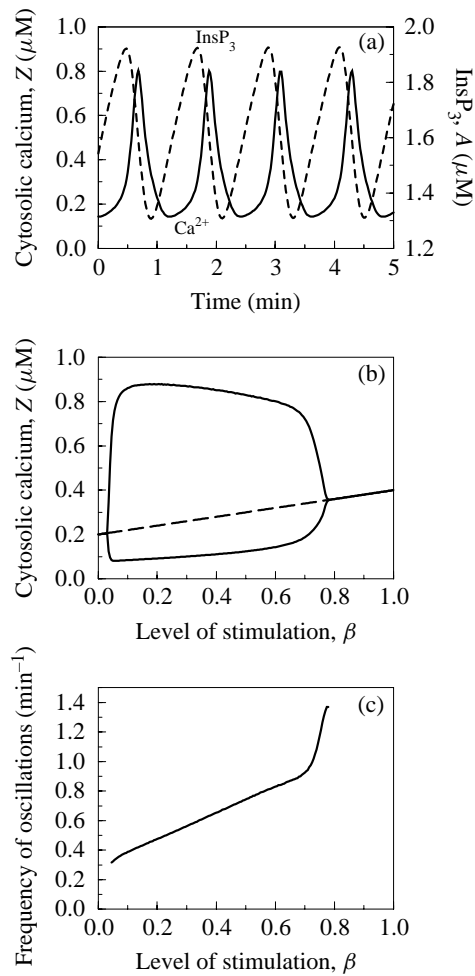 (a)
InsP3
Ca2+
Cytosolic calcium, Z (μM)
1.0
0.8
0.6
0.4
0.2
0.0
2.0
1.8
1.6
1.4
1.2
InsP3, A (μM)
0 1 2 3 4 5
Time (min)
(b)
Cytosolic calcium, Z (μM)
1.0
0.8
0.6
0.4
0.2
0.0
0.0 0.2 0.4 0.6 0.8 1.0
Level of stimulation, β
(c)
Frequency of oscillations (min−1)
1.4
1.2
1.0
0.8
0.6
0.4
0.2
0.0
0.0 0.2 0.4 0.6 0.8 1.0
Level of stimulation, β